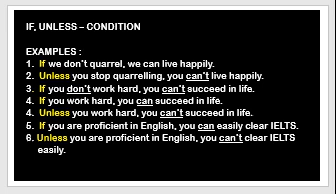 IF, UNLESS – CONDITION
EXAMPLES :
1. If we don't quarrel, we can live happily.
2. Unless you stop quarrelling, you can't live happily.
3. If you don't work hard, you can't succeed in life.
4. If you work hard, you can succeed in life.
4. Unless you work hard, you can't succeed in life.
5. If you are proficient in English, you can easily clear IELTS.
6. Unless you are proficient in English, you can't clear IELTS
easily.